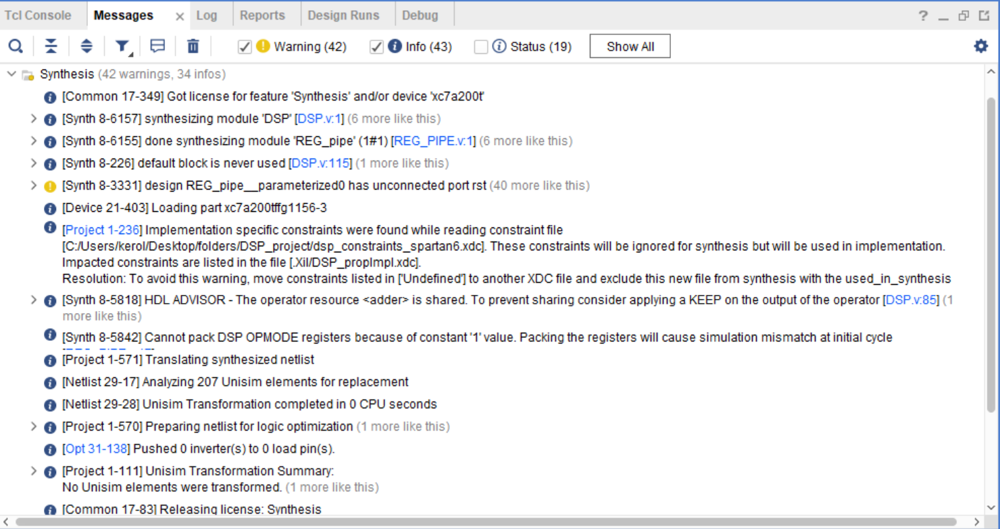 Tcl Console Messages × Log Reports Design Runs Debug ? _
Warning (42) Info (43) Status (19) Show All
Synthesis (42 warnings, 34 infos)
[Common 17-349] Got license for feature 'Synthesis' and/or device 'xc7a200t'
[Synth 8-6157] synthesizing module 'DSP' [DSP.v:1] (6 more like this)
[Synth 8-6155] done synthesizing module 'REG_pipe' (1#1) [REG_PIPE.v:1] (6 more like this)
[Synth 8-226] default block is never used [DSP.v:115] (1 more like this)
[Synth 8-3331] design REG_pipe__parameterized0 has unconnected port rst (40 more like this)
[Device 21-403] Loading part xc7a200tffg1156-3
[Project 1-236] Implementation specific constraints were found while reading constraint file
[C:/Users/kerol/Desktop/folders/DSP_project/dsp_constraints_spartan6.xdc]. These constraints will be ignored for synthesis but will be used in implementation.
Impacted constraints are listed in the file [.Xil/DSP_propImpl.xdc].
Resolution: To avoid this warning, move constraints listed in ['Undefined'] to another XDC file and exclude this new file from synthesis with the used_in_synthesis
[Synth 8-5818] HDL ADVISOR - The operator resource <adder> is shared. To prevent sharing consider applying a KEEP on the output of the operator [DSP.v:85] (1
more like this)
[Synth 8-5842] Cannot pack DSP OPMODE registers because of constant '1' value. Packing the registers will cause simulation mismatch at initial cycle
[Project 1-571] Translating synthesized netlist
[Netlist 29-17] Analyzing 207 Unisim elements for replacement
[Netlist 29-28] Unisim Transformation completed in 0 CPU seconds
[Project 1-570] Preparing netlist for logic optimization (1 more like this)
[Opt 31-138] Pushed 0 inverter(s) to 0 load pin(s).
[Project 1-111] Unisim Transformation Summary:
No Unisim elements were transformed. (1 more like this)
[Common 17-83] Releasing license: Synthesis